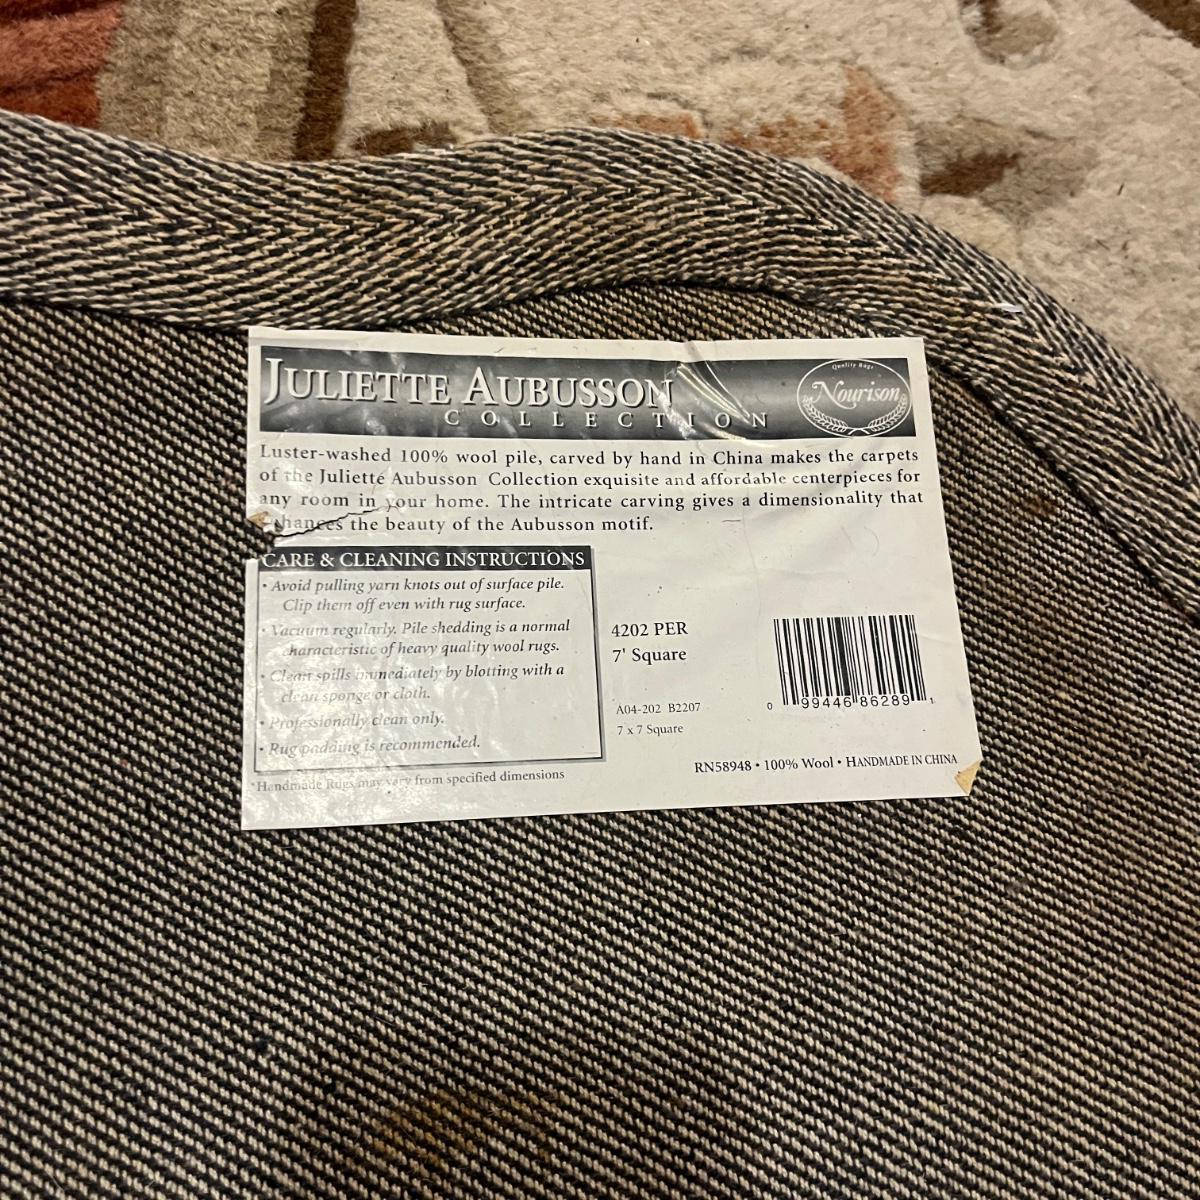 JULIETTE AUBUSSON
COLLECTION
Quality Rugs
Nourison
Luster-washed 100% wool pile, carved by hand in China makes the carpets
of the Juliette Aubusson Collection exquisite and affordable centerpieces for
any room in your home. The intricate carving gives a dimensionality that
enhances the beauty of the Aubusson motif.
CARE & CLEANING INSTRUCTIONS
• Avoid pulling yarn knots out of surface pile.
Clip them off even with rug surface.
• Vacuum regularly. Pile shedding is a normal
characteristic of heavy quality wool rugs.
• Clean spills immediately by blotting with a
clean sponge or cloth.
• Professionally clean only.
• Rug padding is recommended.
*Handmade Rugs may vary from specified dimensions
4202 PER
7' Square
A04-202 B2207
7 x 7 Square
0 99446 86289 1
RN58948 • 100% Wool • HANDMADE IN CHINA